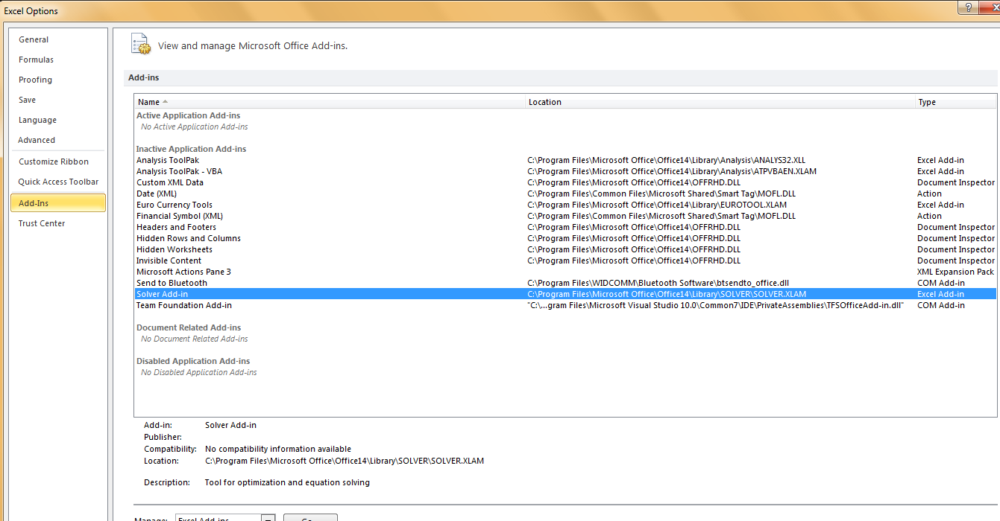 Excel Options
?
General
Formulas
Proofing
Save
Language
Advanced
Customize Ribbon
Quick Access Toolbar
Add-Ins
Trust Center
View and manage Microsoft Office Add-ins.
Add-ins
Name Location Type
Active Application Add-ins
No Active Application Add-ins
Inactive Application Add-ins
Analysis ToolPak C:\Program Files\Microsoft Office\Office14\Library\Analysis\ANALYS32.XLL Excel Add-in
Analysis ToolPak - VBA C:\Program Files\Microsoft Office\Office14\Library\Analysis\ATPVBAEN.XLAM Excel Add-in
Custom XML Data C:\Program Files\Microsoft Office\Office14\OFFRHD.DLL Document Inspector
Date (XML) C:\Program Files\Common Files\Microsoft Shared\Smart Tag\MOFL.DLL Action
Euro Currency Tools C:\Program Files\Microsoft Office\Office14\Library\EUROTOOL.XLAM Excel Add-in
Financial Symbol (XML) C:\Program Files\Common Files\Microsoft Shared\Smart Tag\MOFL.DLL Action
Headers and Footers C:\Program Files\Microsoft Office\Office14\OFFRHD.DLL Document Inspector
Hidden Rows and Columns C:\Program Files\Microsoft Office\Office14\OFFRHD.DLL Document Inspector
Hidden Worksheets C:\Program Files\Microsoft Office\Office14\OFFRHD.DLL Document Inspector
Invisible Content C:\Program Files\Microsoft Office\Office14\OFFRHD.DLL Document Inspector
Microsoft Actions Pane 3 XML Expansion Pack
Send to Bluetooth C:\Program Files\WIDCOMM\Bluetooth Software\btsendto_office.dll COM Add-in
Solver Add-in C:\Program Files\Microsoft Office\Office14\Library\SOLVER\SOLVER.XLAM Excel Add-in
Team Foundation Add-in "C:\...gram Files\Microsoft Visual Studio 10.0\Common7\IDE\PrivateAssemblies\TFSOfficeAdd-in.dll" COM Add-in
Document Related Add-ins
No Document Related Add-ins
Disabled Application Add-ins
No Disabled Application Add-ins
Add-in: Solver Add-in
Publisher:
Compatibility: No compatibility information available
Location: C:\Program Files\Microsoft Office\Office14\Library\SOLVER\SOLVER.XLAM
Description: Tool for optimization and equation solving
Manage: Excel Add-ins